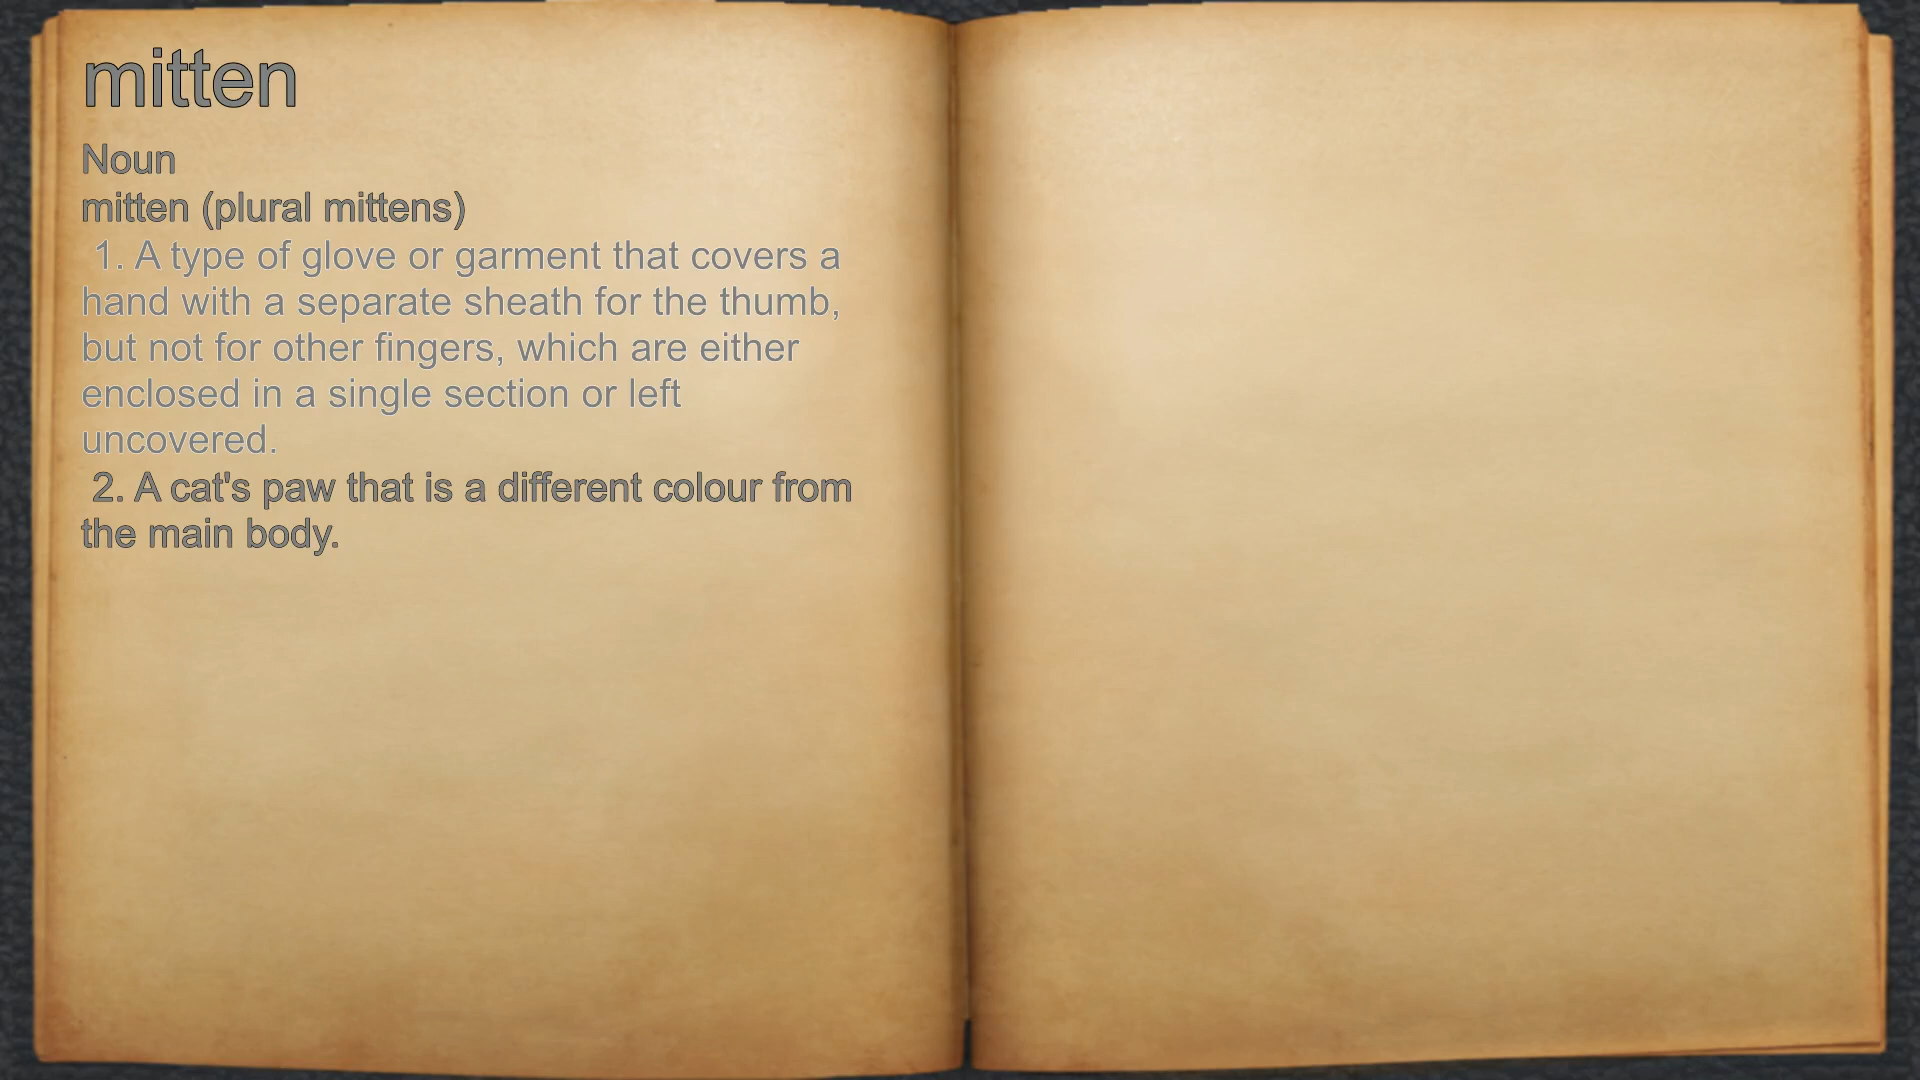 mitten
Noun
mitten (plural mittens)
1. A type of glove or garment that covers a
hand with a separate sheath for the thumb,
but not for other fingers, which are either
enclosed in a single section or left
uncovered.
2. A cat's paw that is a different colour from
the main body.